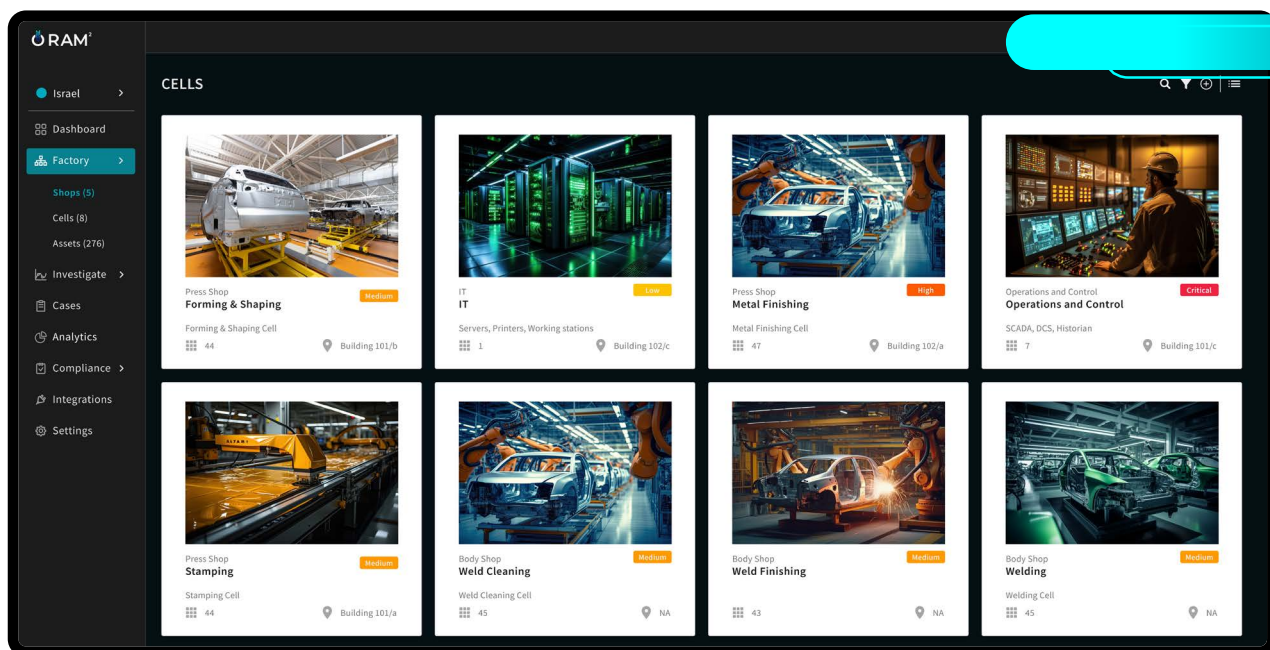 ÖRAM²
Israel
Dashboard
Factory
Shops (5)
Cells (8)
Assets (276)
Investigate
Cases
Analytics
Compliance
Integrations
Settings
CELLS
Press Shop
Medium
Forming & Shaping
Forming & Shaping Cell
44 Building 101/b
IT
Low
IT
Servers, Printers, Working stations
1 Building 102/c
Press Shop
High
Metal Finishing
Metal Finishing Cell
47 Building 102/a
Operations and Control
Critical
Operations and Control
SCADA, DCS, Historian
7 Building 101/c
Press Shop
Medium
Stamping
Stamping Cell
44 Building 101/a
Body Shop
Medium
Weld Cleaning
Weld Cleaning Cell
45 NA
Body Shop
Medium
Weld Finishing
43 NA
Body Shop
Medium
Welding
Welding Cell
45 NA